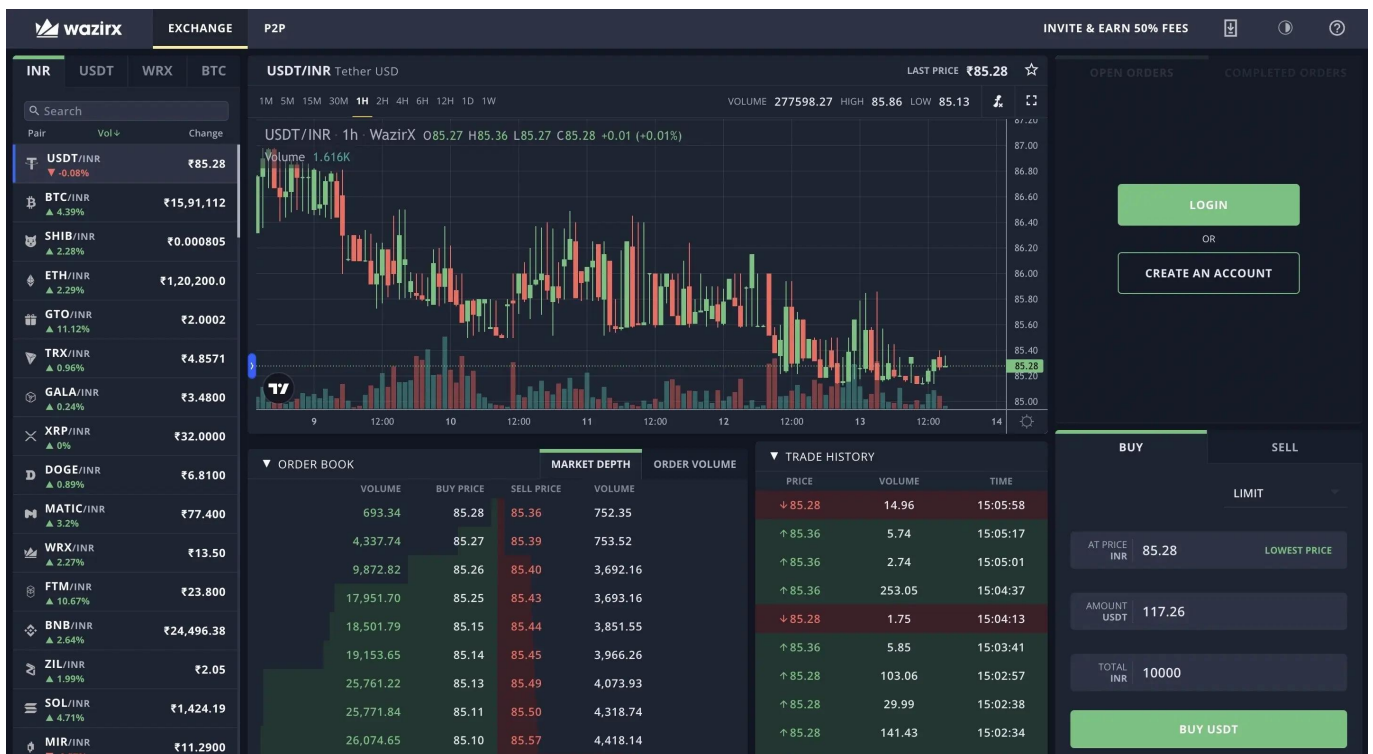 wazirx EXCHANGE P2P INVITE & EARN 50% FEES
INR USDT WRX BTC
Search
Pair Vol↓ Change
USDT/INR ₹85.28
▼ -0.08%
BTC/INR ₹15,91,112
▲ 4.39%
SHIB/INR ₹0.000805
▲ 2.28%
ETH/INR ₹1,20,200.0
▲ 2.29%
GTO/INR ₹2.0002
▲ 11.12%
TRX/INR ₹4.8571
▲ 0.96%
GALA/INR ₹3.4800
▲ 0.24%
XRP/INR ₹32.0000
▲ 0%
DOGE/INR ₹6.8100
▲ 0.89%
MATIC/INR ₹77.400
▲ 3.2%
WRX/INR ₹13.50
▲ 2.27%
FTM/INR ₹23.800
▲ 10.67%
BNB/INR ₹24,496.38
▲ 2.64%
ZIL/INR ₹2.05
▲ 1.99%
SOL/INR ₹1,424.19
▲ 4.71%
MIR/INR ₹11.2900
USDT/INR Tether USD LAST PRICE ₹85.28
1M 5M 15M 30M 1H 2H 4H 6H 12H 1D 1W VOLUME 277598.27 HIGH 85.86 LOW 85.13
USDT/INR · 1h · WazirX O85.27 H85.36 L85.27 C85.28 +0.01 (+0.01%)
Volume 1.616K
87.20
87.00
86.80
86.60
86.40
86.20
86.00
85.80
85.60
85.40
85.28
85.20
85.00
9 12:00 10 12:00 11 12:00 12 12:00 13 12:00 14
▼ ORDER BOOK MARKET DEPTH ORDER VOLUME
VOLUME BUY PRICE SELL PRICE VOLUME
693.34 85.28 85.36 752.35
4,337.74 85.27 85.39 753.52
9,872.82 85.26 85.40 3,692.16
17,951.70 85.25 85.43 3,693.16
18,501.79 85.15 85.44 3,851.55
19,153.65 85.14 85.45 3,966.26
25,761.22 85.13 85.49 4,073.93
25,771.84 85.11 85.50 4,318.74
26,074.65 85.10 85.57 4,418.14
▼ TRADE HISTORY
PRICE VOLUME TIME
↓85.28 14.96 15:05:58
↑85.36 5.74 15:05:17
↑85.36 2.74 15:05:01
↑85.36 253.05 15:04:37
↓85.28 1.75 15:04:13
↑85.36 5.85 15:03:41
↑85.28 103.06 15:02:57
↑85.28 29.99 15:02:38
↑85.28 141.43 15:02:34
OPEN ORDERS COMPLETED ORDERS
LOGIN
OR
CREATE AN ACCOUNT
BUY SELL
LIMIT
AT PRICE INR 85.28 LOWEST PRICE
AMOUNT USDT 117.26
TOTAL INR 10000
BUY USDT